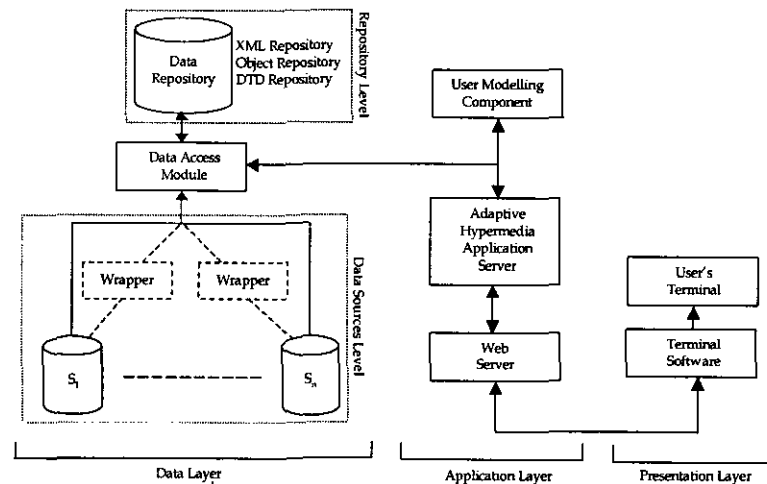 Data
Repository
XML Repository
Object Repository
DTD Repository
Repository Level
User Modelling
Component
Data Access
Module
Adaptive
Hypermedia
Application
Server
Wrapper
Wrapper
Data Sources Level
User's
Terminal
Web
Server
Terminal
Software
S1
Sn
Data Layer
Application Layer
Presentation Layer